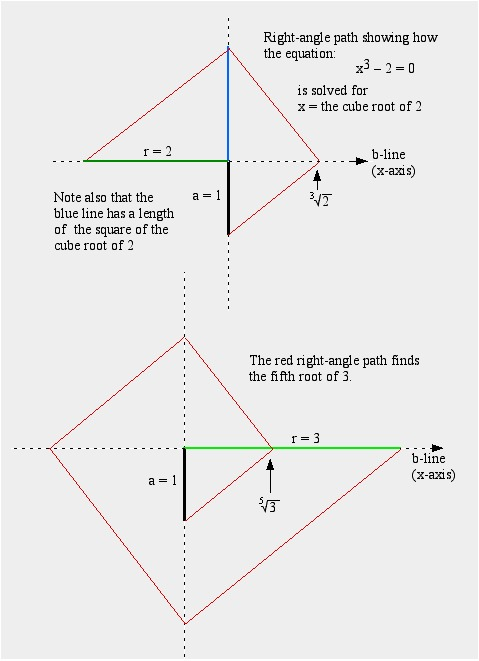 Right-angle path showing how
the equation:
x³ – 2 = 0
is solved for
x = the cube root of 2
r = 2
b-line
(x-axis)
a = 1
³√2
Note also that the
blue line has a length
of the square of the
cube root of 2
The red right-angle path finds
the fifth root of 3.
r = 3
b-line
(x-axis)
a = 1
⁵√3